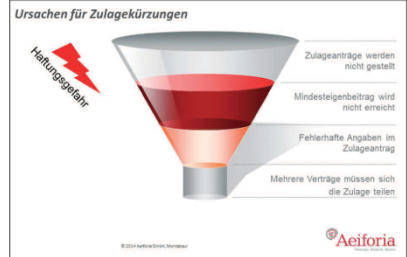 Ursachen für Zulagekürzungen
Haftungsgefahr
Zulageanträge werden
nicht gestellt
Mindesteigenbeitrag wird
nicht erreicht
Fehlerhafte Angaben im
Zulageantrag
Mehrere Verträge müssen sich
die Zulage teilen
© 2014 Aeiforia GmbH, Montabaur
Aeiforia